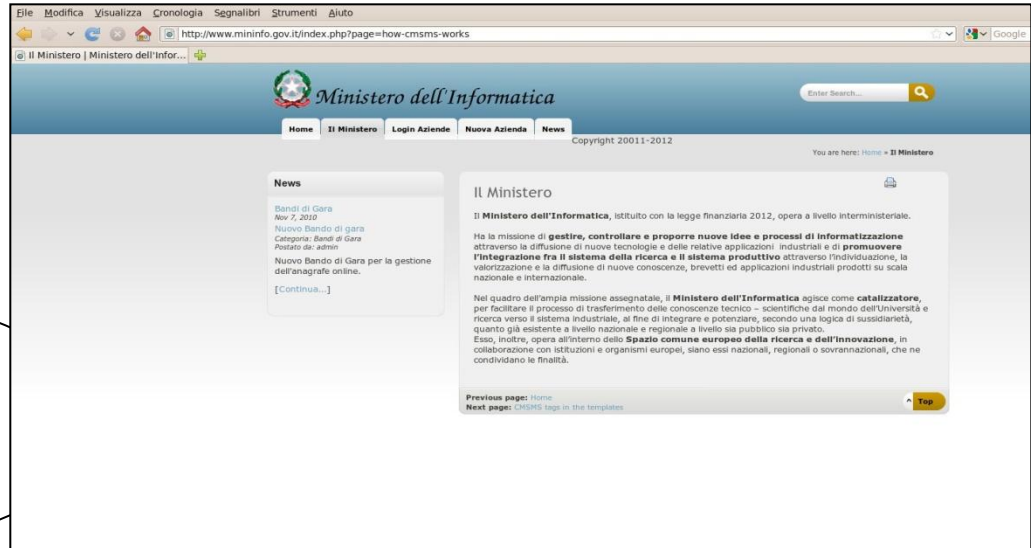 File Modifica Visualizza Cronologia Segnalibri Strumenti Aiuto
http://www.mininfo.gov.it/index.php?page=how-cmsms-works
Google
Il Ministero | Ministero dell'Infor...
Ministero dell'Informatica
Enter Search...
Home Il Ministero Login Aziende Nuova Azienda News
Copyright 20011-2012
You are here: Home » Il Ministero
News
Bandi di Gara
Nov 7, 2010
Nuovo Bando di gara
Categoria: Bandi di Gara
Postato da: admin
Nuovo Bando di Gara per la gestione
dell'anagrafe online.
[Continua...]
Il Ministero
Il Ministero dell'Informatica, istituito con la legge finanziaria 2012, opera a livello interministeriale.
Ha la missione di gestire, controllare e proporre nuove idee e processi di informatizzazione
attraverso la diffusione di nuove tecnologie e delle relative applicazioni industriali e di promuovere
l'integrazione fra il sistema della ricerca e il sistema produttivo attraverso l'individuazione, la
valorizzazione e la diffusione di nuove conoscenze, brevetti ed applicazioni industriali prodotti su scala
nazionale e internazionale.
Nel quadro dell'ampia missione assegnatale, il Ministero dell'Informatica agisce come catalizzatore,
per facilitare il processo di trasferimento delle conoscenze tecnico – scientifiche dal mondo dell'Università e
ricerca verso il sistema industriale, al fine di integrare e potenziare, secondo una logica di sussidiarietà,
quanto già esistente a livello nazionale e regionale a livello sia pubblico sia privato.
Esso, inoltre, opera all'interno dello Spazio comune europeo della ricerca e dell'innovazione, in
collaborazione con istituzioni e organismi europei, siano essi nazionali, regionali o sovrannazionali, che ne
condividano le finalità.
Previous page: Home
Next page: CMSMS tags in the templates
^ Top